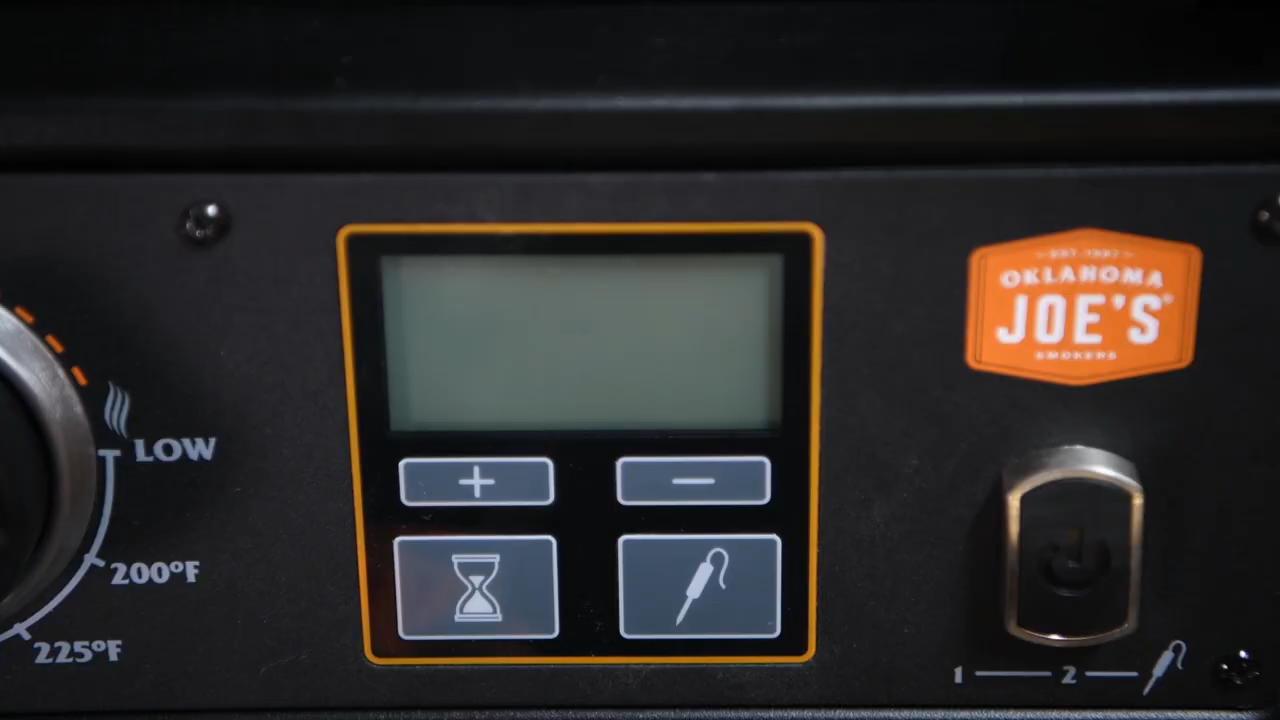 EST. 1987
OKLAHOMA
JOE'S®
SMOKERS
LOW
200°F
225°F
+
−
1
2